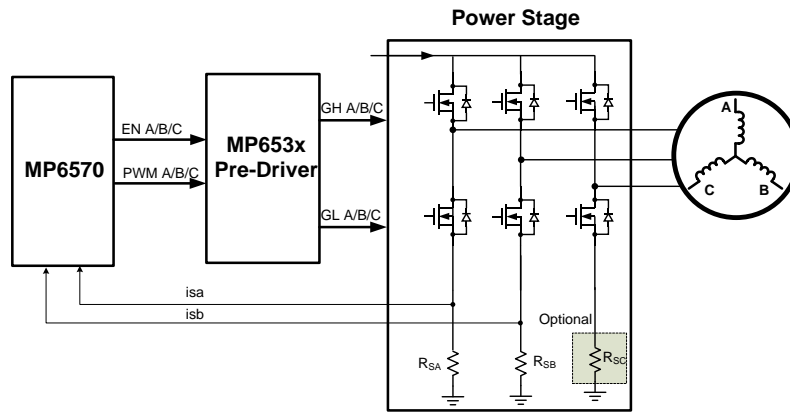 Power Stage
MP6570
EN A/B/C
PWM A/B/C
MP653x
Pre-Driver
GH A/B/C
GL A/B/C
A
C
B
isa
isb
Optional
RSA
RSB
RSC